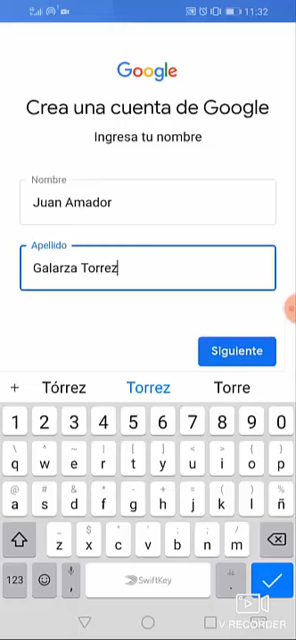 11:32
Google
Crea una cuenta de Google
Ingresa tu nombre
Nombre
Juan Amador
Apellido
Galarza Torrez
Siguiente
+ Tórrez Torrez Torre
1 2 3 4 5 6 7 8 9 0
q w e r t y u i o p
@ # & * - + = ( )
a s d f g h j k l ñ
z x c v b n m
123 , SwiftKey .
V RECORDER